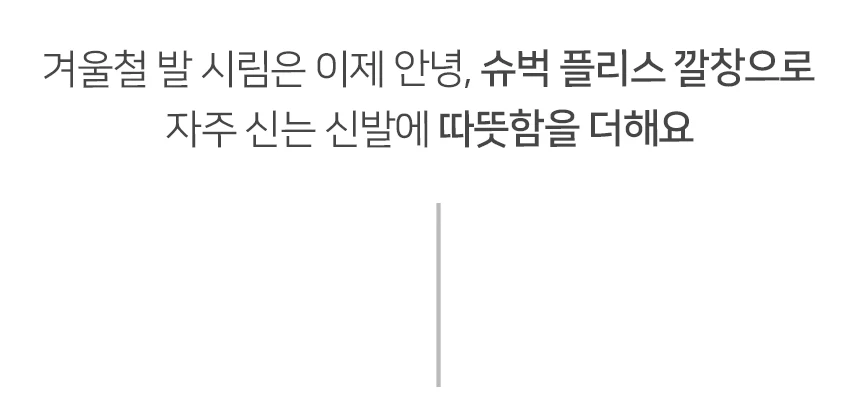 겨울철 발 시림은 이제 안녕, 슈벅 플리스 깔창으로
자주 신는 신발에 따뜻함을 더해요